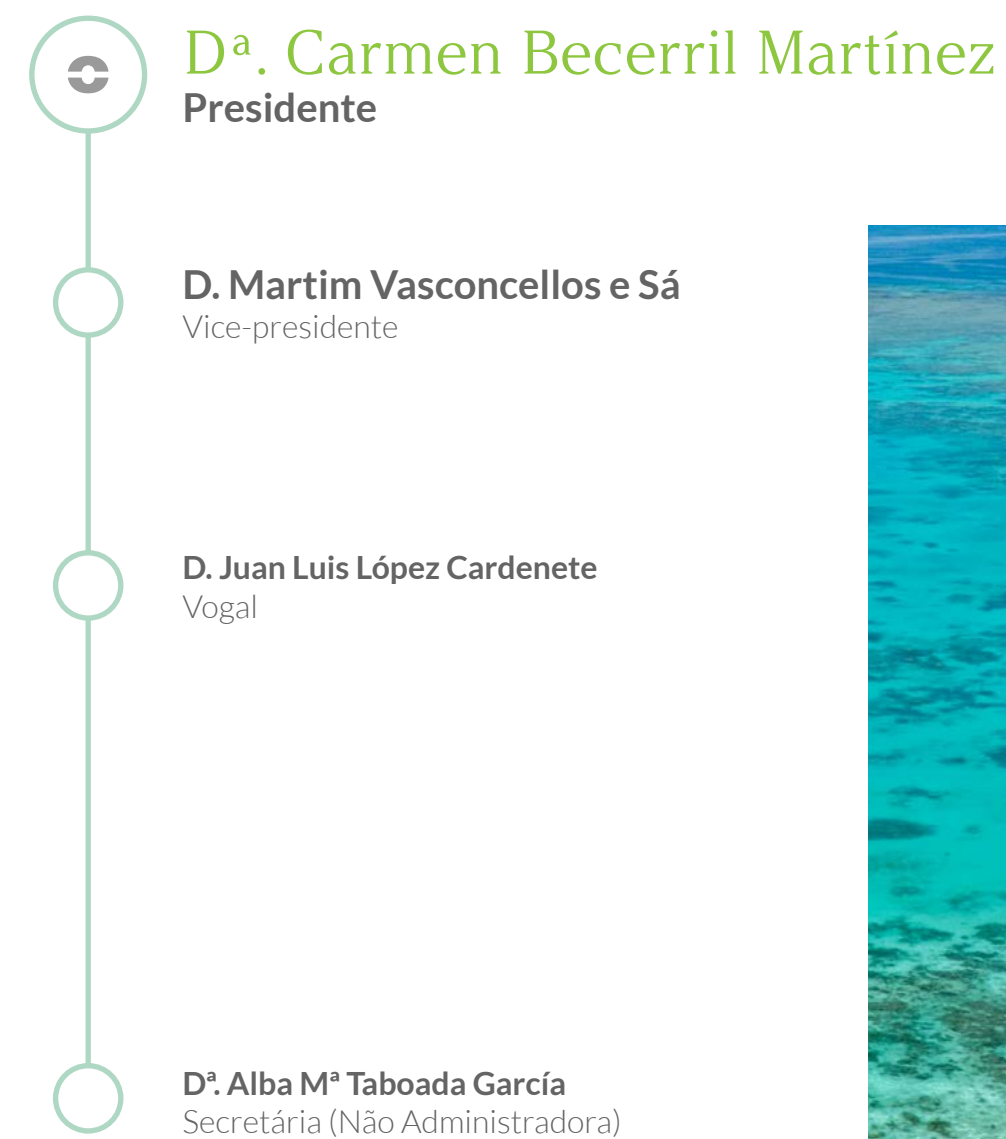 Dª. Carmen Becerril Martínez
Presidente
D. Martim Vasconcellos e Sá
Vice-presidente
D. Juan Luis López Cardenete
Vogal
Dª. Alba Mª Taboada García
Secretária (Não Administradora)